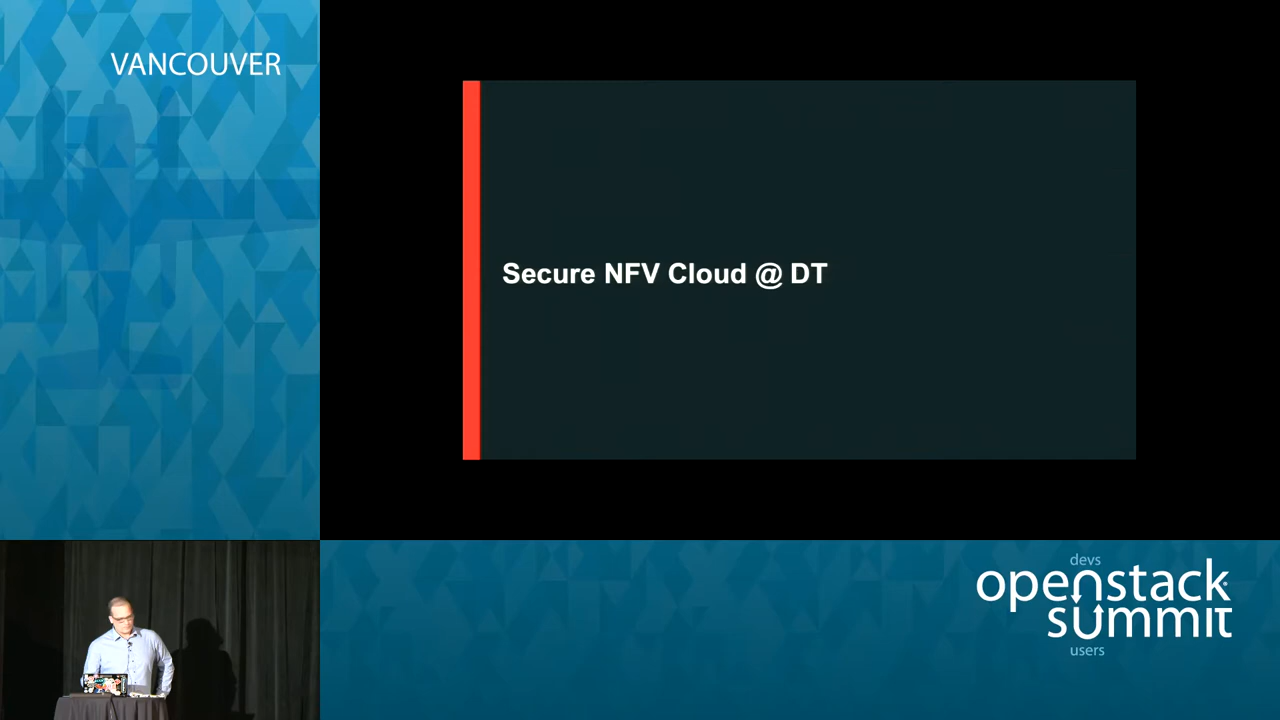 VANCOUVER
Secure NFV Cloud @ DT
devs
openstack
summit
users